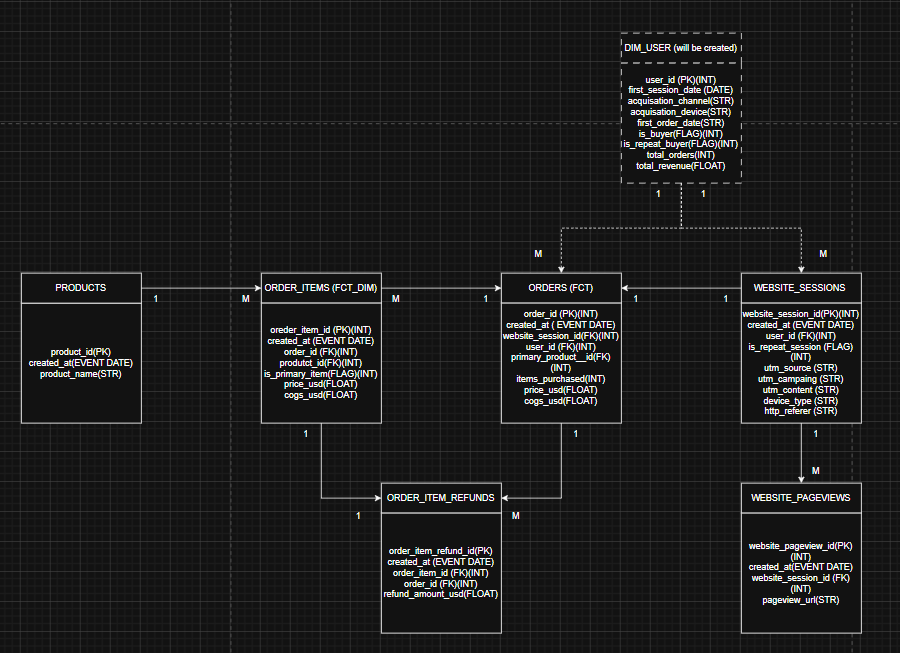 DIM_USER (will be created)
user_id (PK)(INT)
first_session_date (DATE)
acquisation_channel(STR)
acquisation_device(STR)
first_order_date(STR)
is_buyer(FLAG)(INT)
is_repeat_buyer(FLAG)(INT)
total_orders(INT)
total_revenue(FLOAT)
1
1
M
M
PRODUCTS
product_id(PK)
created_at(EVENT DATE)
product_name(STR)
1
M
ORDER_ITEMS (FCT_DIM)
oreder_item_id (PK)(INT)
created_at (EVENT DATE)
order_id (FK)(INT)
produtct_id(FK)(INT)
is_primary_item(FLAG)(INT)
price_usd(FLOAT)
cogs_usd(FLOAT)
M
1
ORDERS (FCT)
order_id (PK)(INT)
created_at ( EVENT DATE)
website_session_id(FK)(INT)
user_id (FK)(INT)
primary_product__id(FK)
(INT)
items_purchased(INT)
price_usd(FLOAT)
cogs_usd(FLOAT)
1
1
WEBSITE_SESSIONS
website_session_id(PK)(INT)
created_at (EVENT DATE)
user_id (FK)(INT)
is_repeat_session (FLAG)
(INT)
utm_source (STR)
utm_campaing (STR)
utm_content (STR)
device_type (STR)
http_referer (STR)
1
1
1
M
1
M
ORDER_ITEM_REFUNDS
order_item_refund_id(PK)
created_at (EVENT DATE)
order_item_id (FK)(INT)
order_id (FK)(INT)
refund_amount_usd(FLOAT)
WEBSITE_PAGEVIEWS
website_pageview_id(PK)
(INT)
created_at(EVENT DATE)
website_session_id (FK)
(INT)
pageview_url(STR)